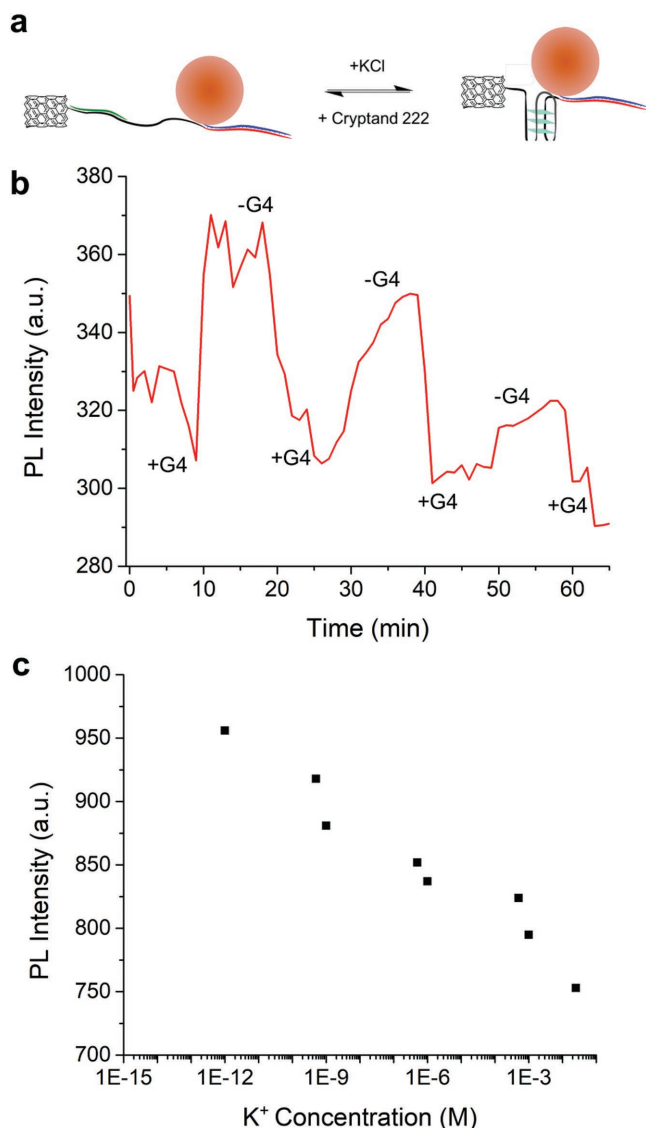 a
+KCl
+ Cryptand 222
b
380
360
340
320
300
280
PL Intensity (a.u.)
-G4
-G4
-G4
+G4
+G4
+G4
+G4
0 10 20 30 40 50 60
Time (min)
c
1000
950
900
850
800
750
700
PL Intensity (a.u.)
1E-15 1E-12 1E-9 1E-6 1E-3
K⁺ Concentration (M)